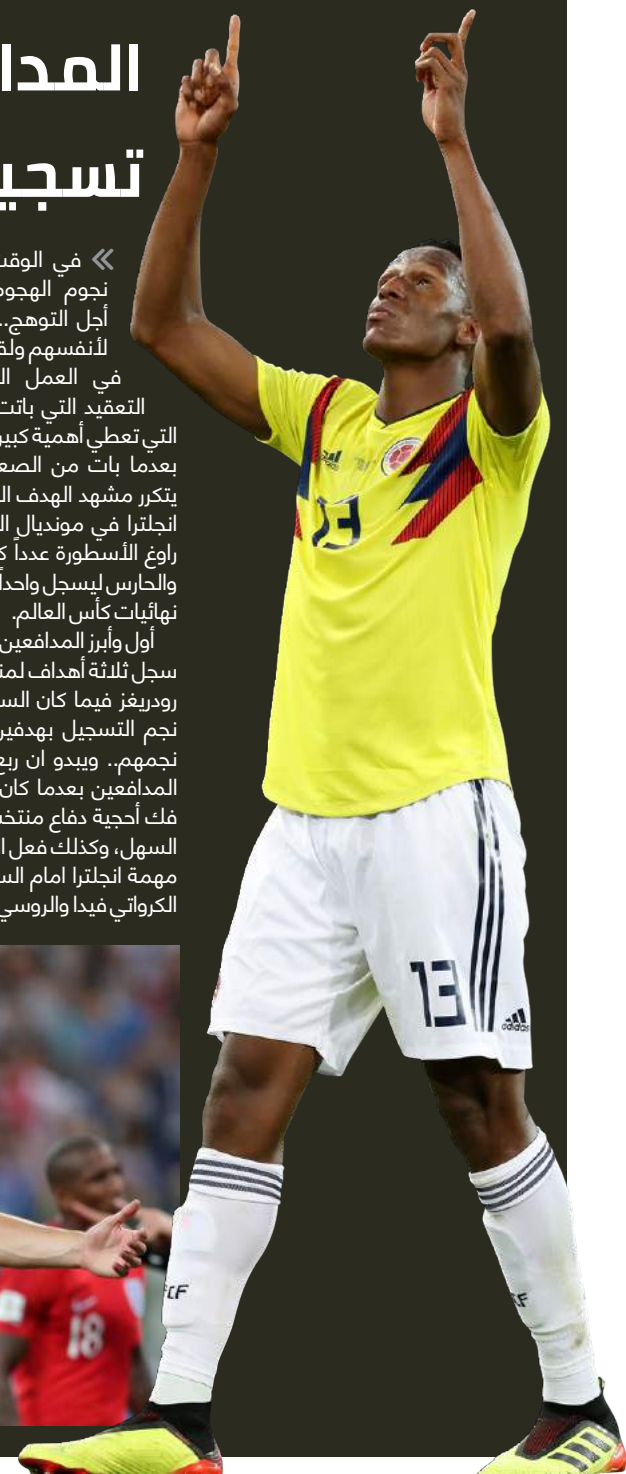 المدا
تسجي
في الوقت
نجوم الهجوم
أجل التوهج..
لأنفسهم ولق
في العمل ال
التعقيد التي باتت
التي تعطي أهمية كبير
بعدما بات من الصع
يتكرر مشهد الهدف ال
انجلترا في مونديال ال
راوغ الأسطورة عدداً ك
والحارس ليسجل واحداً
نهائيات كأس العالم.
أول وأبرز المدافعين
سجل ثلاثة أهداف لمن
رودريغز فيما كان الس
نجم التسجيل بهدفين
نجمهم.. ويبدو ان ربع
المدافعين بعدما كان
فك أحجية دفاع منتخب
السهل، وكذلك فعل ا
مهمة انجلترا امام الس
الكرواتي فيدا والروسي
13
13
adidas
FCF
18